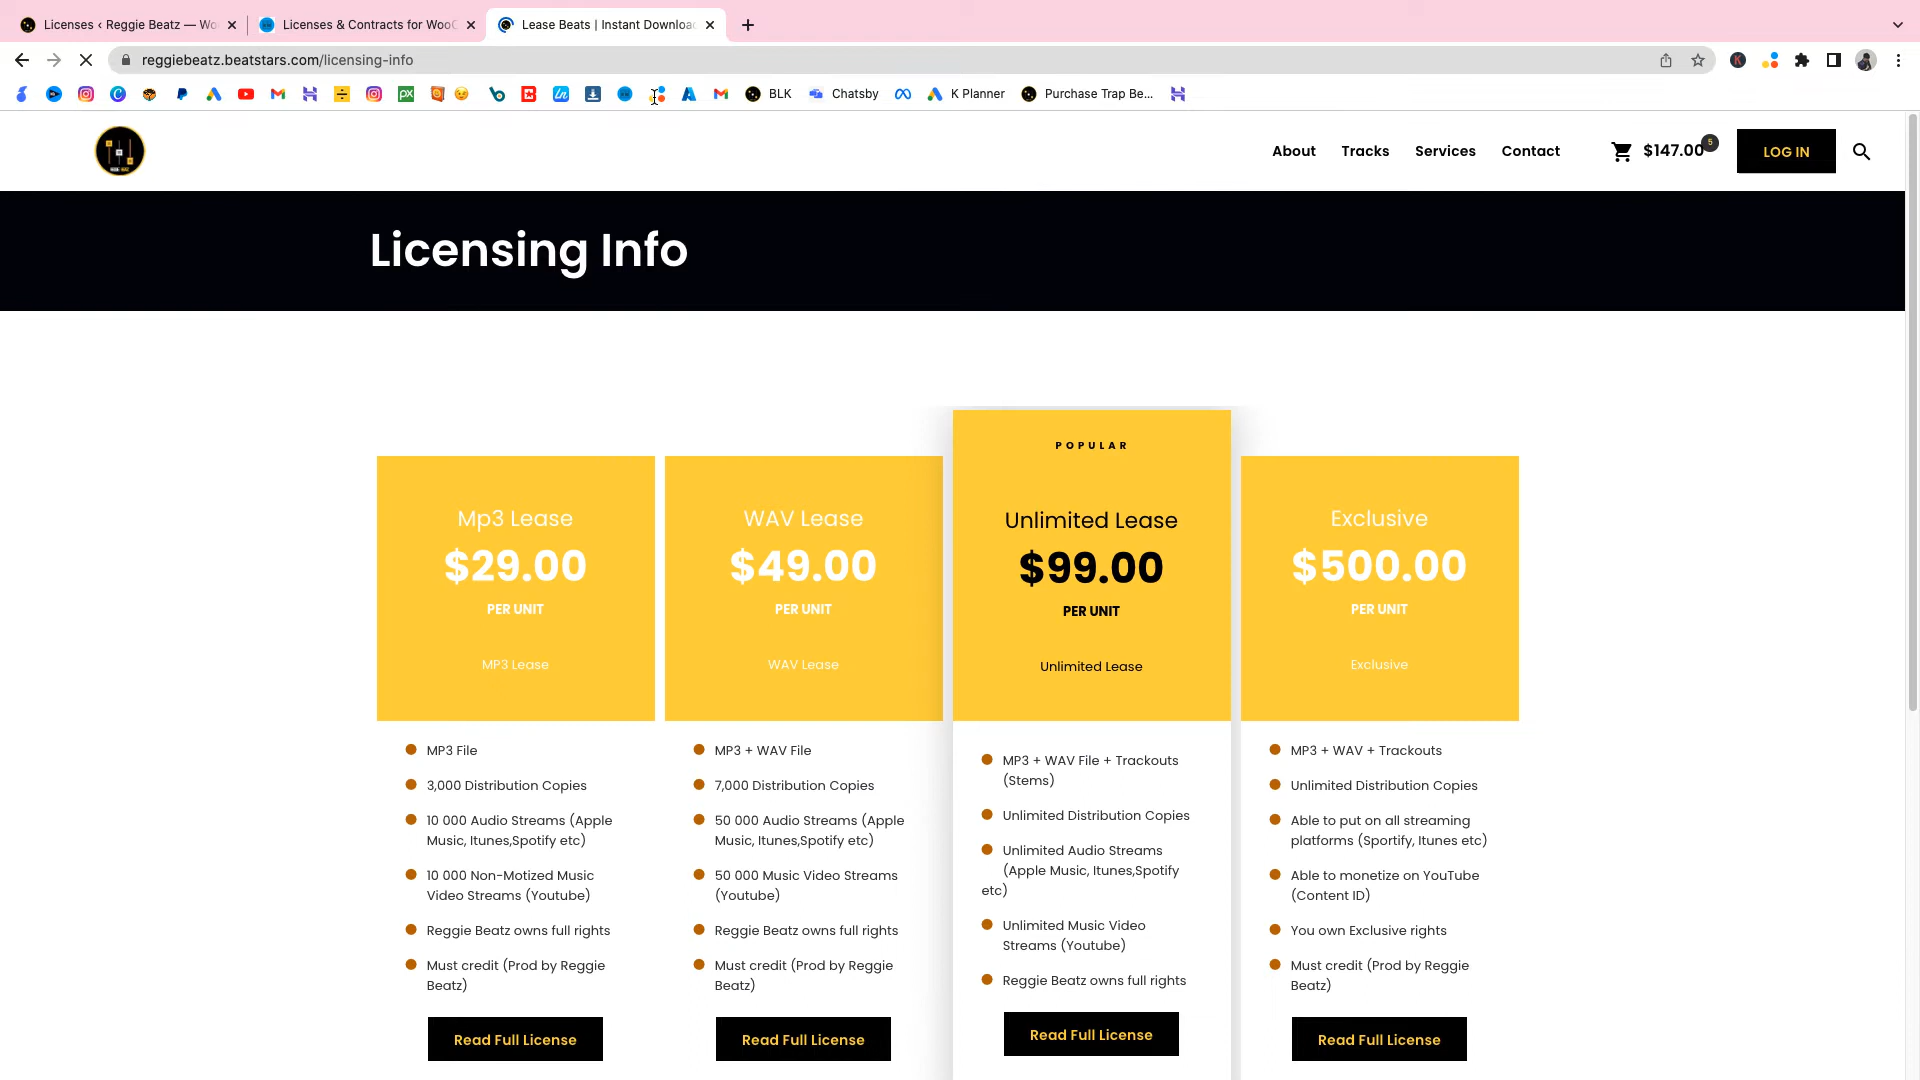 Licenses ‹ Reggie Beatz — Wo
Licenses & Contracts for WooC
Lease Beats | Instant Downloa
reggiebeatz.beatstars.com/licensing-info
BLK
Chatsby
K Planner
Purchase Trap Be...
About
Tracks
Services
Contact
$147.00
5
LOG IN
Licensing Info
Mp3 Lease
$29.00
PER UNIT
MP3 Lease
MP3 File
3,000 Distribution Copies
10 000 Audio Streams (Apple
Music, Itunes,Spotify etc)
10 000 Non-Motized Music
Video Streams (Youtube)
Reggie Beatz owns full rights
Must credit (Prod by Reggie
Beatz)
Read Full License
WAV Lease
$49.00
PER UNIT
WAV Lease
MP3 + WAV File
7,000 Distribution Copies
50 000 Audio Streams (Apple
Music, Itunes,Spotify etc)
50 000 Music Video Streams
(Youtube)
Reggie Beatz owns full rights
Must credit (Prod by Reggie
Beatz)
Read Full License
POPULAR
Unlimited Lease
$99.00
PER UNIT
Unlimited Lease
MP3 + WAV File + Trackouts
(Stems)
Unlimited Distribution Copies
Unlimited Audio Streams
(Apple Music, Itunes,Spotify
etc)
Unlimited Music Video
Streams (Youtube)
Reggie Beatz owns full rights
Read Full License
Exclusive
$500.00
PER UNIT
Exclusive
MP3 + WAV + Trackouts
Unlimited Distribution Copies
Able to put on all streaming
platforms (Sportify, Itunes etc)
Able to monetize on YouTube
(Content ID)
You own Exclusive rights
Must credit (Prod by Reggie
Beatz)
Read Full License